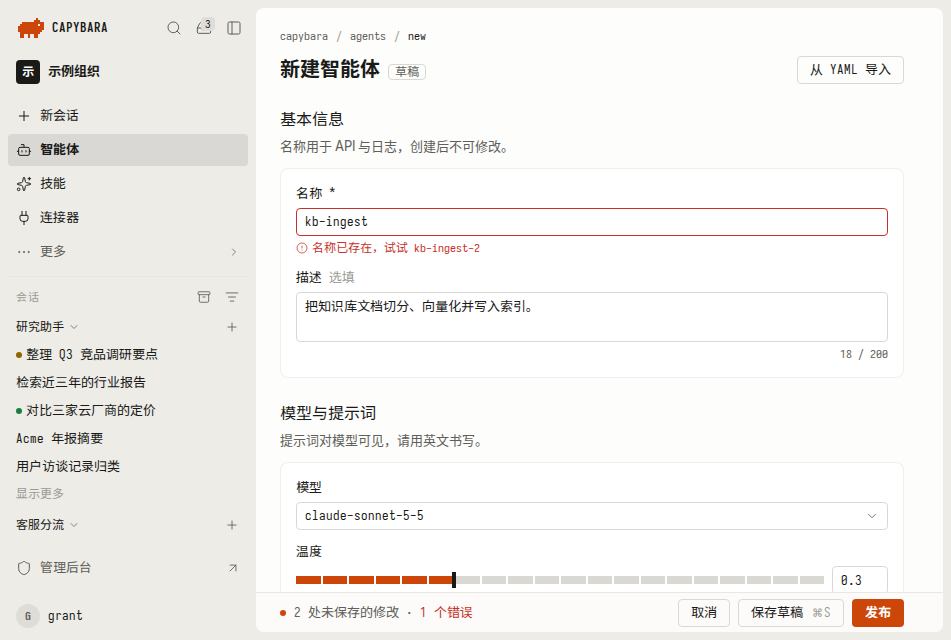 CAPYBARA
3
示 示例组织
新会话
智能体
技能
连接器
更多
会话
研究助手
整理 Q3 竞品调研要点
检索近三年的行业报告
对比三家云厂商的定价
Acme 年报摘要
用户访谈记录归类
显示更多
客服分流
管理后台
G grant
capybara / agents / new
新建智能体 草稿
从 YAML 导入
基本信息
名称用于 API 与日志，创建后不可修改。
名称 *
kb-ingest
名称已存在，试试 kb-ingest-2
描述 选填
把知识库文档切分、向量化并写入索引。
18 / 200
模型与提示词
提示词对模型可见，请用英文书写。
模型
claude-sonnet-5-5
温度
0.3
2 处未保存的修改 · 1 个错误
取消
保存草稿 ⌘S
发布